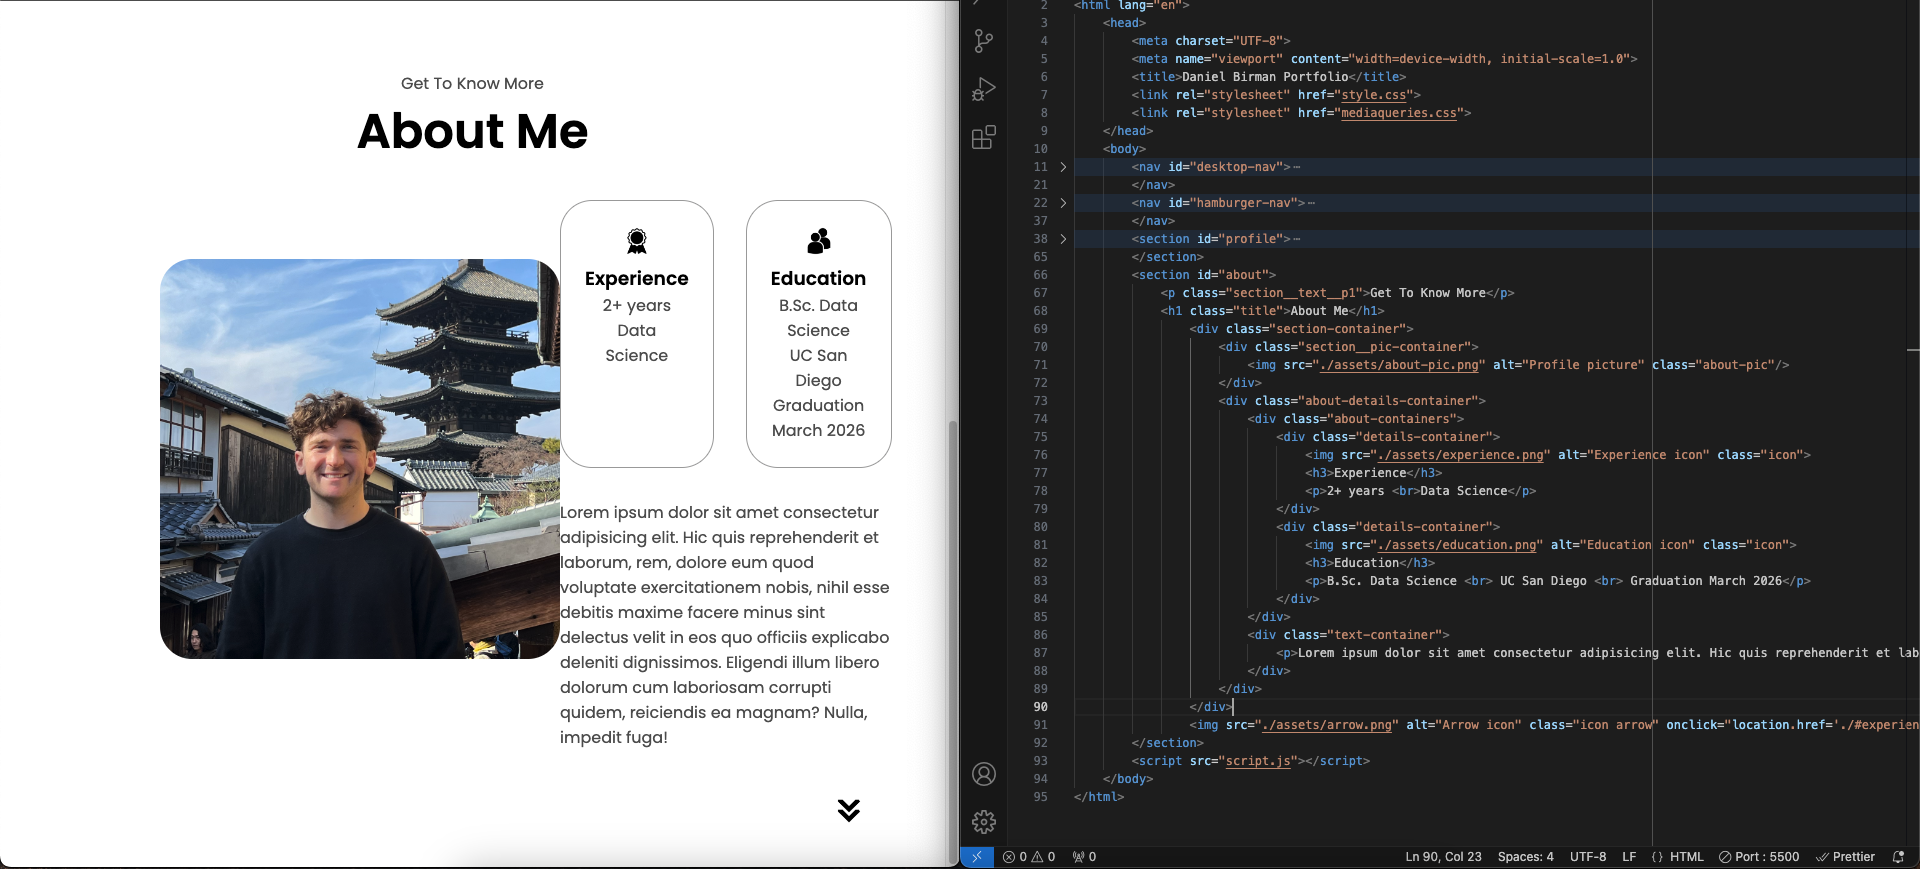 Get To Know More
About Me
Experience
2+ years
Data
Science
Education
B.Sc. Data
Science
UC San
Diego
Graduation
March 2026
Lorem ipsum dolor sit amet consectetur
adipisicing elit. Hic quis reprehenderit et
laborum, rem, dolore eum quod
voluptate exercitationem nobis, nihil esse
debitis maxime facere minus sint
delectus velit in eos quo officiis explicabo
deleniti dignissimos. Eligendi illum libero
dolorum cum laboriosam corrupti
quidem, reiciendis ea magnam? Nulla,
impedit fuga!
2 <html lang="en">
3 <head>
4 <meta charset="UTF-8">
5 <meta name="viewport" content="width=device-width, initial-scale=1.0">
6 <title>Daniel Birman Portfolio</title>
7 <link rel="stylesheet" href="style.css">
8 <link rel="stylesheet" href="mediaqueries.css">
9 </head>
10 <body>
11 <nav id="desktop-nav">⋯
21 </nav>
22 <nav id="hamburger-nav">⋯
37 </nav>
38 <section id="profile">⋯
65 </section>
66 <section id="about">
67 <p class="section__text__p1">Get To Know More</p>
68 <h1 class="title">About Me</h1>
69 <div class="section-container">
70 <div class="section__pic-container">
71 <img src="./assets/about-pic.png" alt="Profile picture" class="about-pic"/>
72 </div>
73 <div class="about-details-container">
74 <div class="about-containers">
75 <div class="details-container">
76 <img src="./assets/experience.png" alt="Experience icon" class="icon">
77 <h3>Experience</h3>
78 <p>2+ years <br>Data Science</p>
79 </div>
80 <div class="details-container">
81 <img src="./assets/education.png" alt="Education icon" class="icon">
82 <h3>Education</h3>
83 <p>B.Sc. Data Science <br> UC San Diego <br> Graduation March 2026</p>
84 </div>
85 </div>
86 <div class="text-container">
87 <p>Lorem ipsum dolor sit amet consectetur adipisicing elit. Hic quis reprehenderit et lab
88 </div>
89 </div>
90 </div>
91 <img src="./assets/arrow.png" alt="Arrow icon" class="icon arrow" onclick="location.href='./#experien
92 </section>
93 <script src="script.js"></script>
94 </body>
95 </html>
0 0 0 Ln 90, Col 23 Spaces: 4 UTF-8 LF {} HTML Port : 5500 Prettier